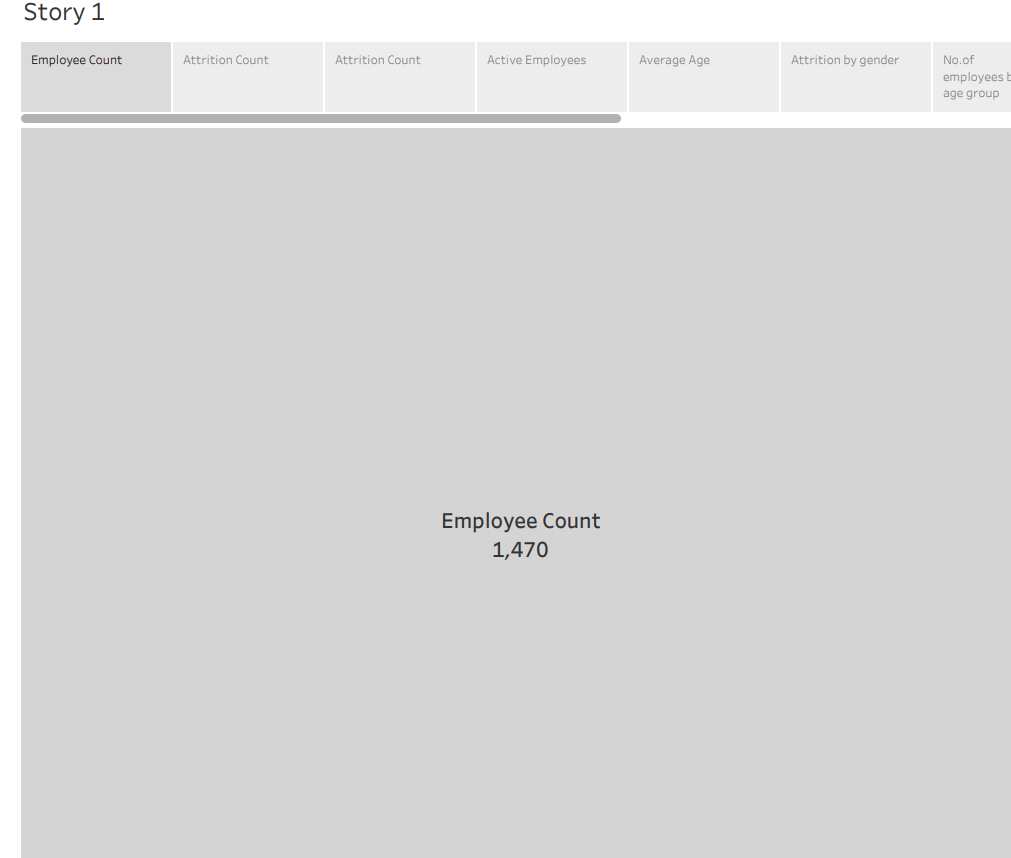 Story 1
Employee Count
Attrition Count
Attrition Count
Active Employees
Average Age
Attrition by gender
No.of
employees b
age group
Employee Count
1,470